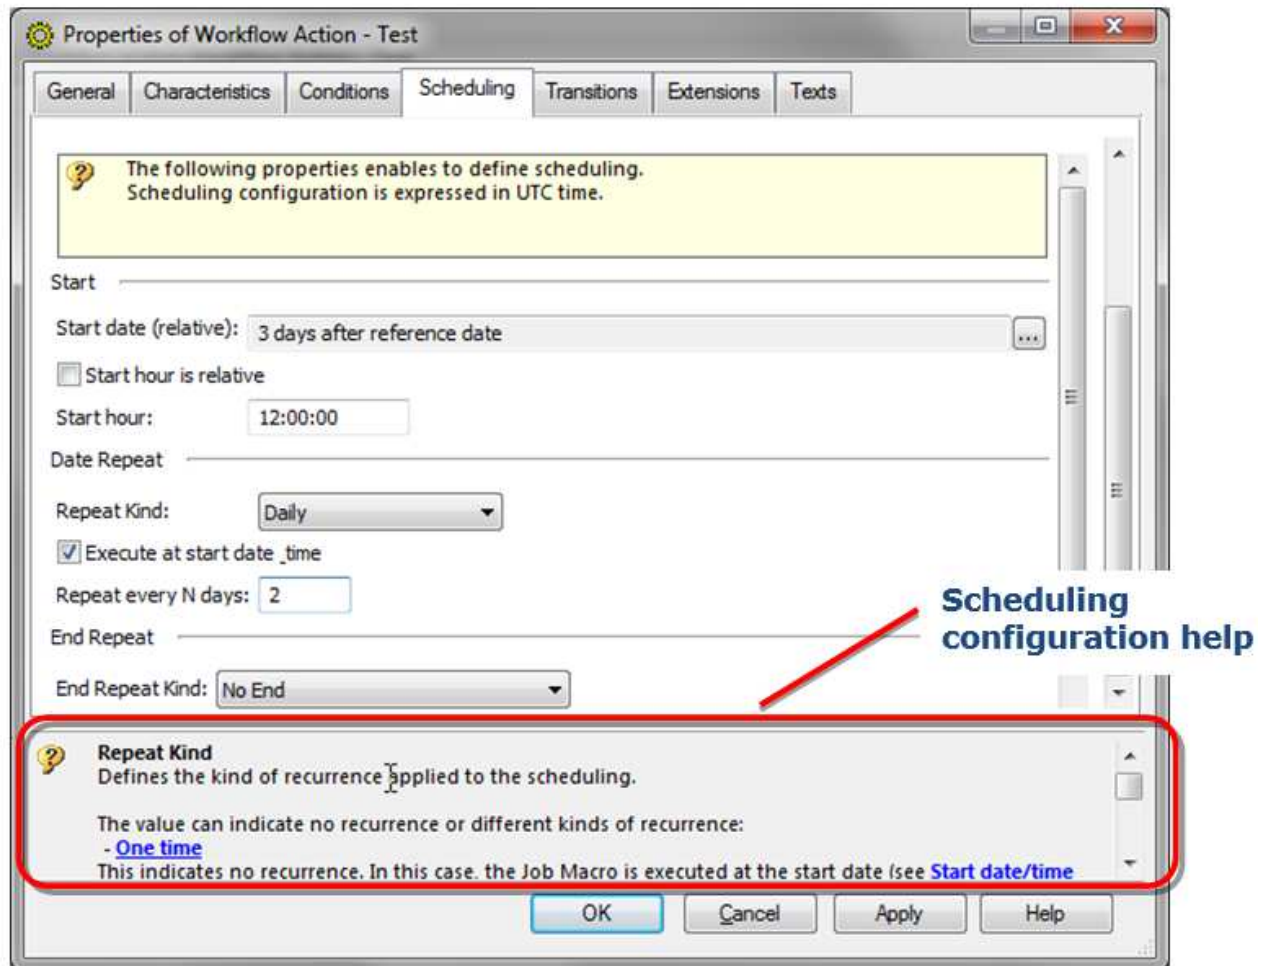 Properties of Workflow Action - Test
General Characteristics Conditions Scheduling Transitions Extensions Texts
The following properties enables to define scheduling.
Scheduling configuration is expressed in UTC time.
Start
Start date (relative): 3 days after reference date ...
Start hour is relative
Start hour: 12:00:00
Date Repeat
Repeat Kind: Daily
Execute at start date _time
Repeat every N days: 2
Scheduling
configuration help
End Repeat
End Repeat Kind: No End
Repeat Kind
Defines the kind of recurrence applied to the scheduling.
The value can indicate no recurrence or different kinds of recurrence:
- One time
This indicates no recurrence. In this case, the Job Macro is executed at the start date (see Start date/time
OK Cancel Apply Help